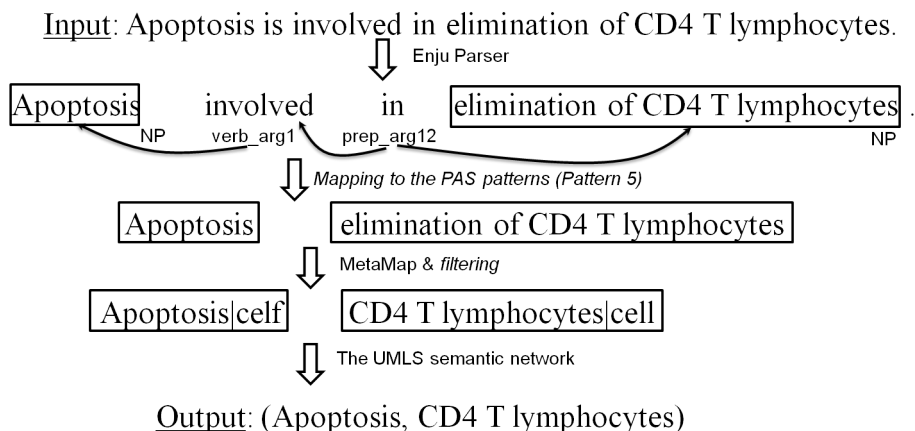 Input: Apoptosis is involved in elimination of CD4 T lymphocytes.
Enju Parser
Apoptosis involved in elimination of CD4 T lymphocytes .
NP verb_arg1 prep_arg12 NP
Mapping to the PAS patterns (Pattern 5)
Apoptosis elimination of CD4 T lymphocytes
MetaMap & filtering
Apoptosis|celf CD4 T lymphocytes|cell
The UMLS semantic network
Output: (Apoptosis, CD4 T lymphocytes)